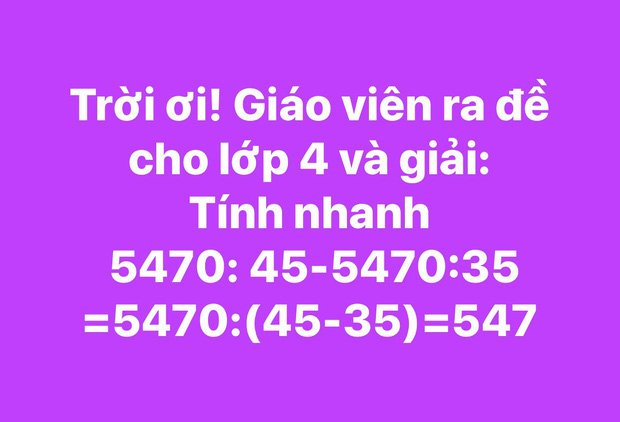 Trời ơi! Giáo viên ra đề
cho lớp 4 và giải:
Tính nhanh
5470: 45-5470:35
=5470:(45-35)=547